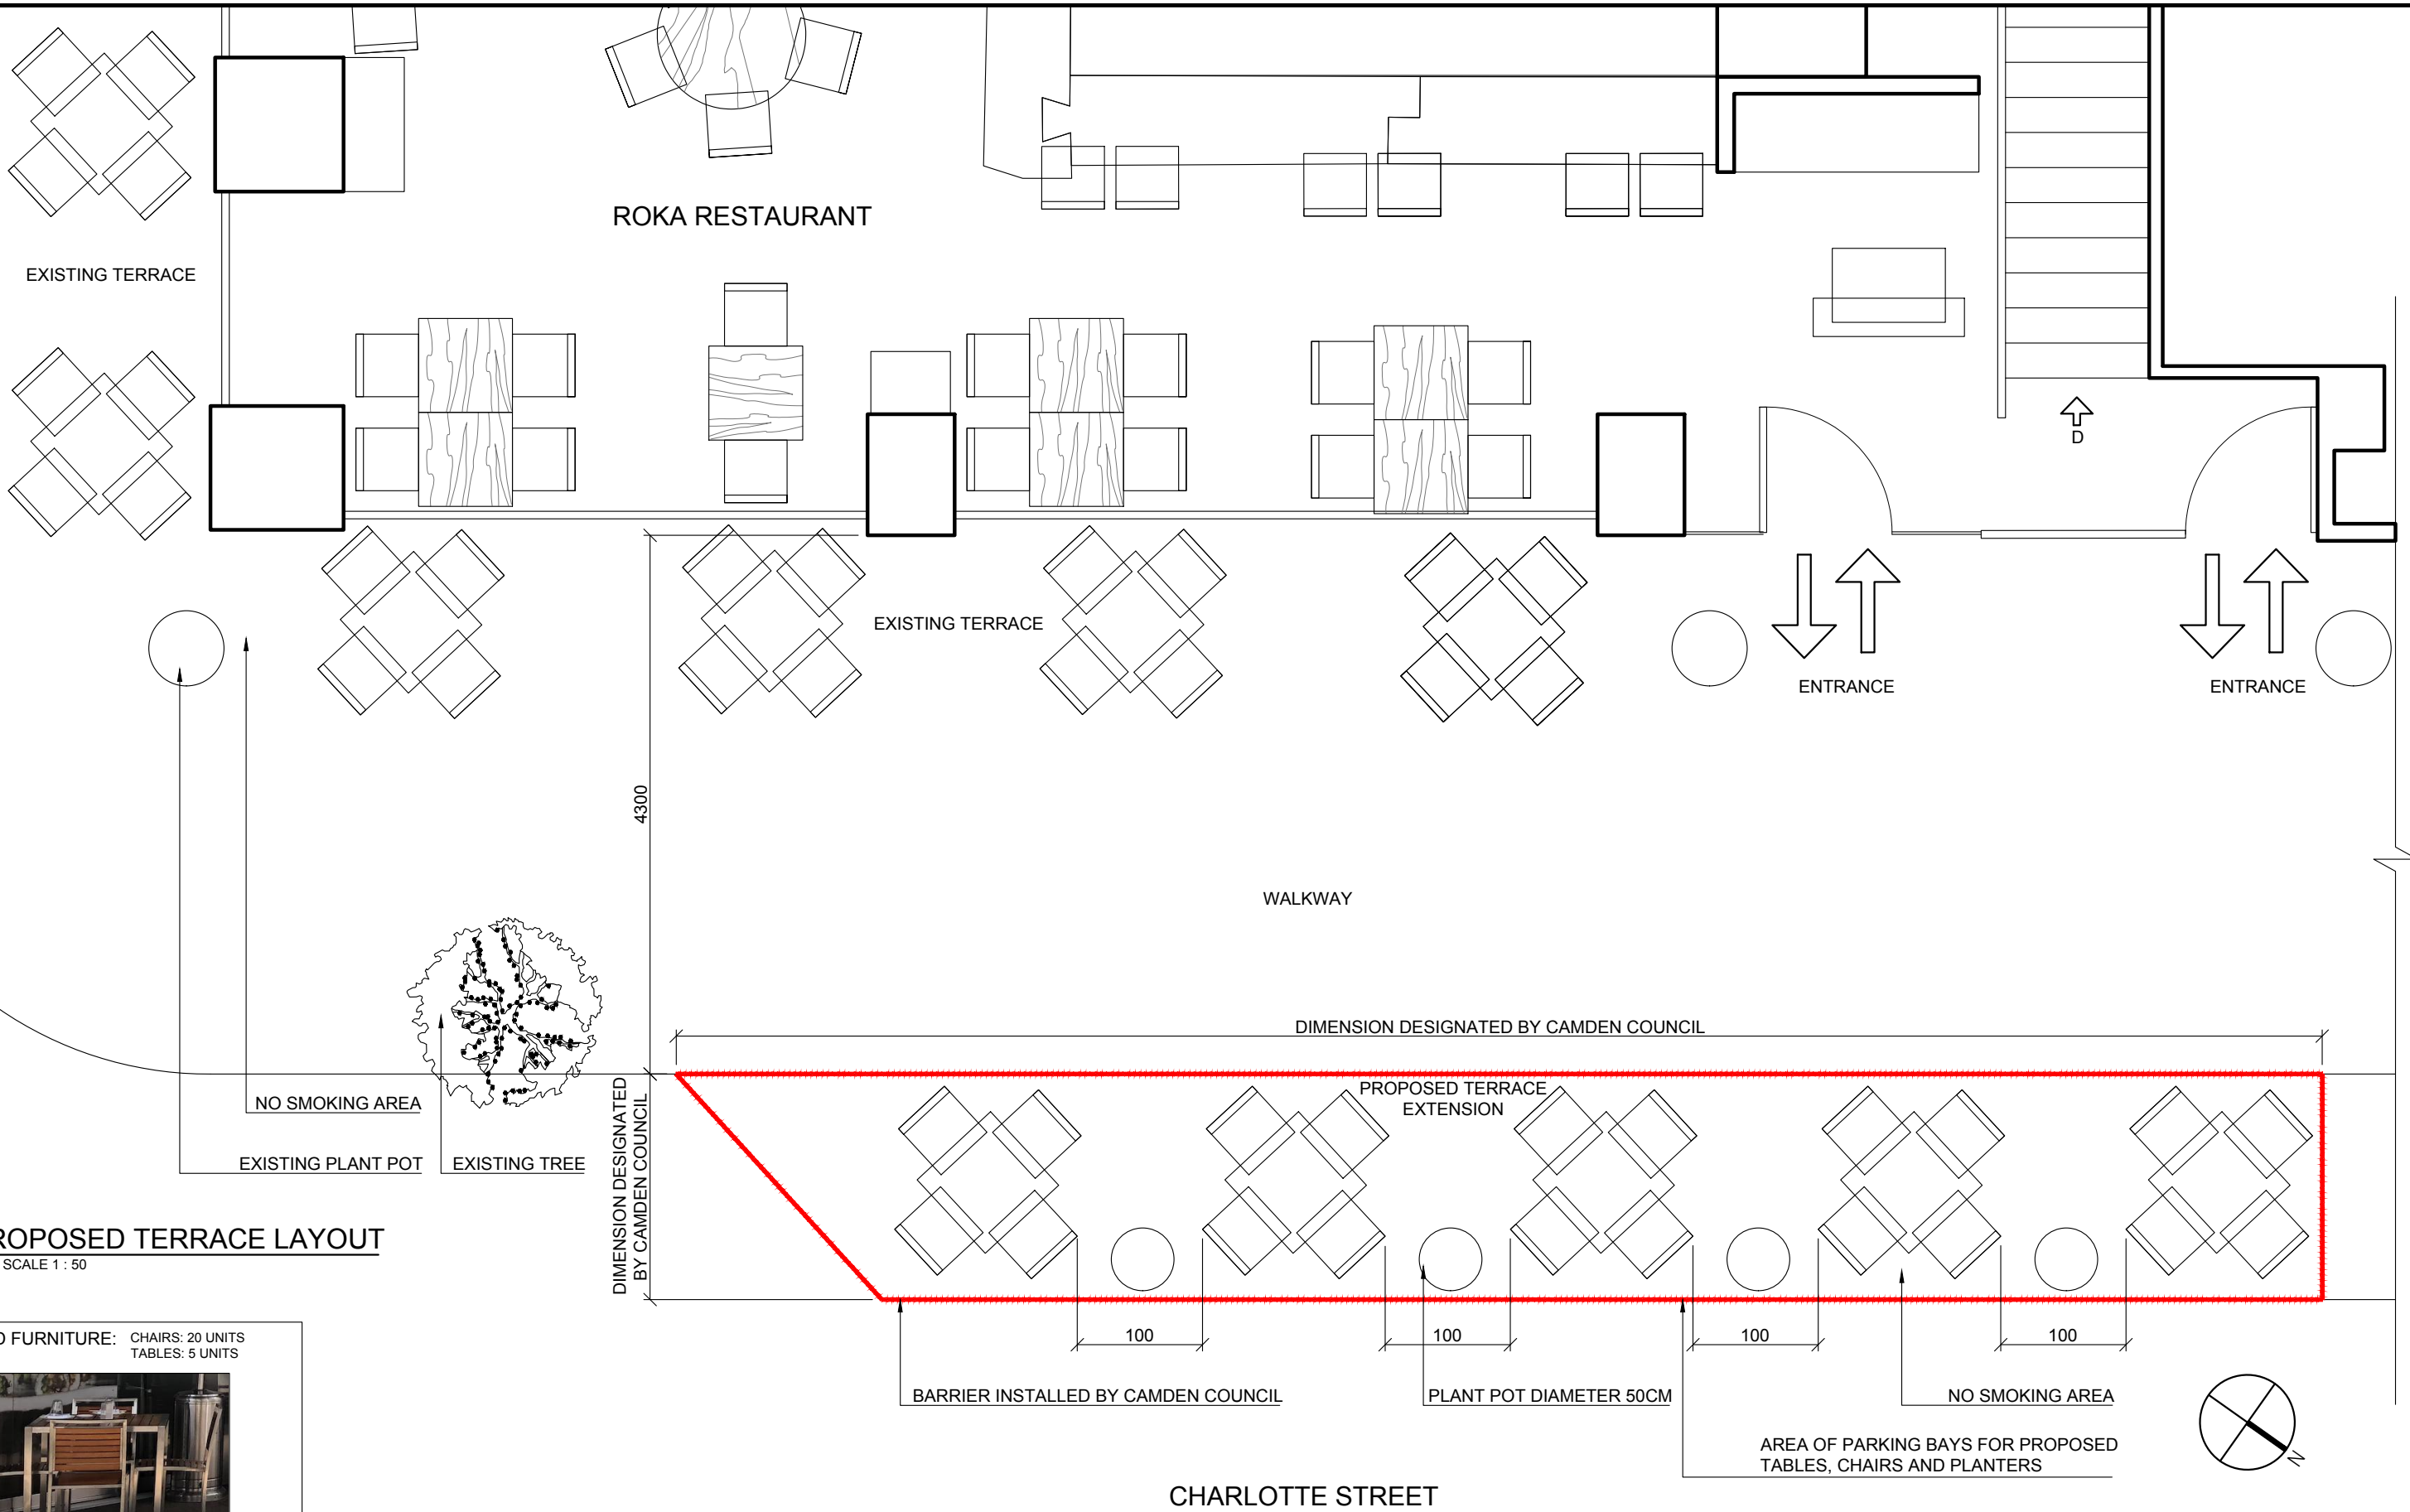 ROKA RESTAURANT
EXISTING TERRACE
D
EXISTING TERRACE
ENTRANCE
ENTRANCE
4300
WALKWAY
DIMENSION DESIGNATED BY CAMDEN COUNCIL
PROPOSED TERRACE
EXTENSION
NO SMOKING AREA
EXISTING PLANT POT
EXISTING TREE
DIMENSION DESIGNATED
BY CAMDEN COUNCIL
ROPOSED TERRACE LAYOUT
SCALE 1 : 50
100
100
100
100
D FURNITURE:
CHAIRS: 20 UNITS
TABLES: 5 UNITS
BARRIER INSTALLED BY CAMDEN COUNCIL
PLANT POT DIAMETER 50CM
NO SMOKING AREA
AREA OF PARKING BAYS FOR PROPOSED
TABLES, CHAIRS AND PLANTERS
N
CHARLOTTE STREET